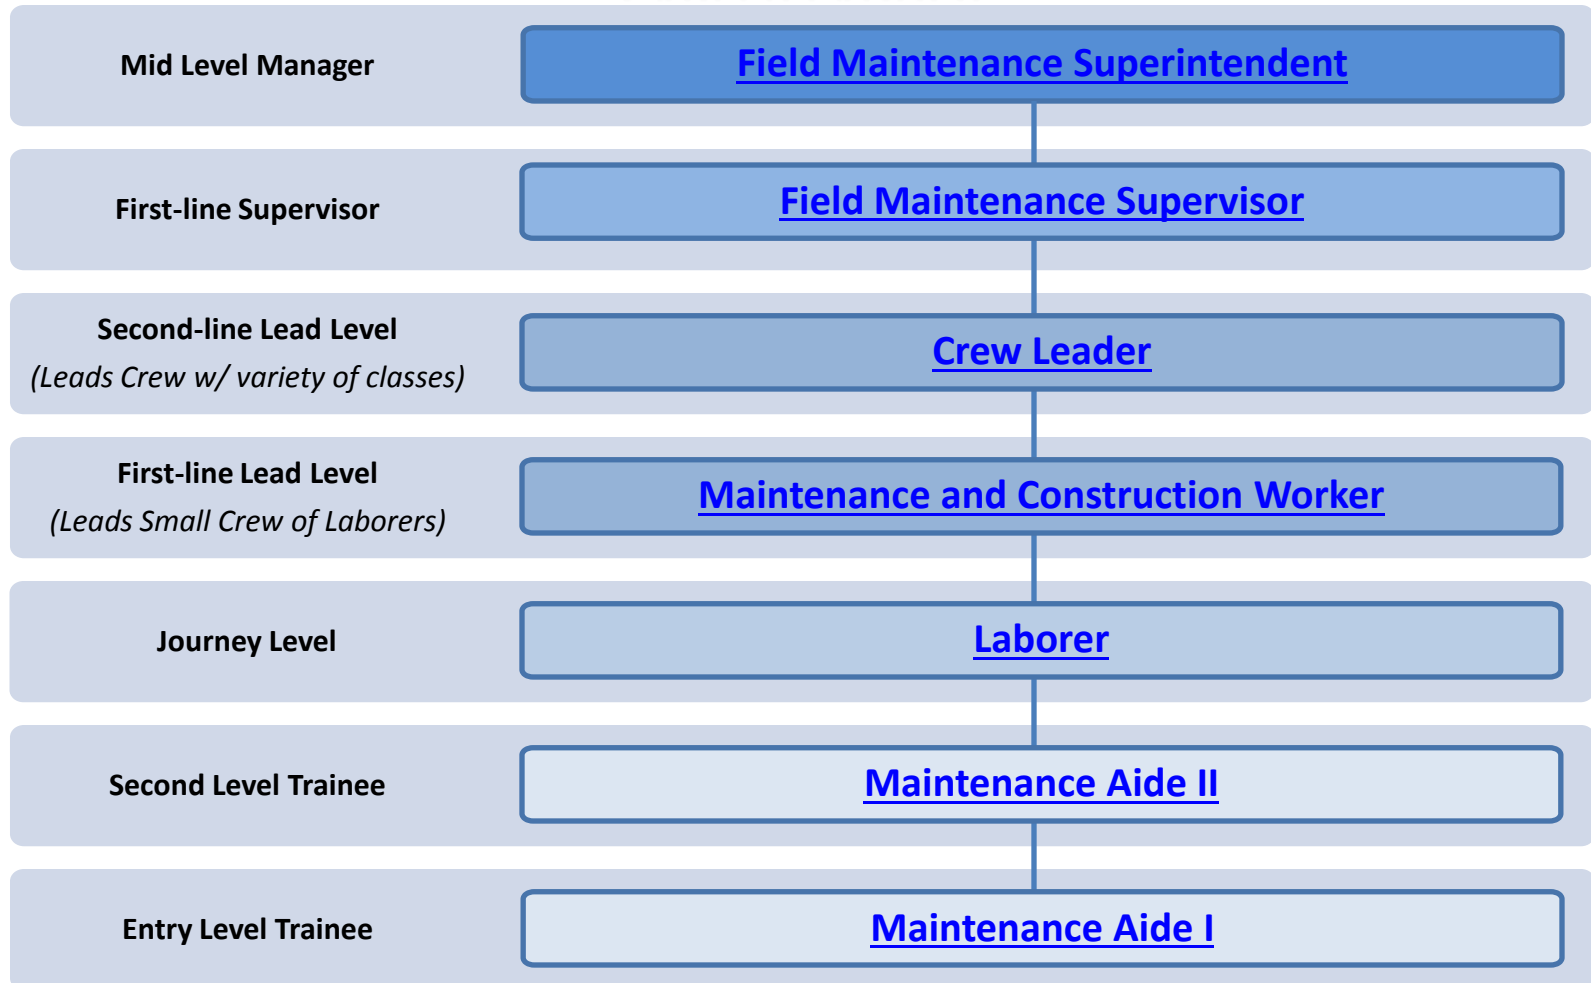 Mid Level Manager
Field Maintenance Superintendent
First-line Supervisor
Field Maintenance Supervisor
Second-line Lead Level
(Leads Crew w/ variety of classes)
Crew Leader
First-line Lead Level
(Leads Small Crew of Laborers)
Maintenance and Construction Worker
Journey Level
Laborer
Second Level Trainee
Maintenance Aide II
Entry Level Trainee
Maintenance Aide I